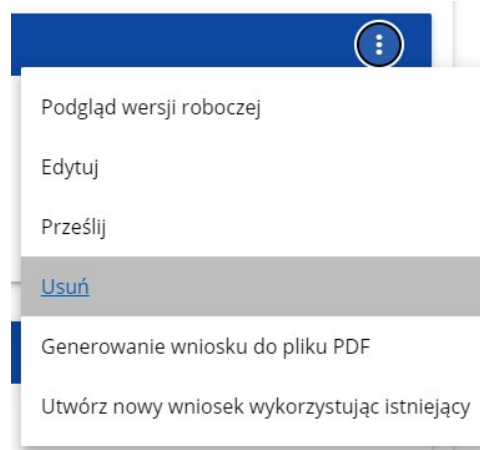 Podgląd wersji roboczej
Edytuj
Prześlij
Usuń
Generowanie wniosku do pliku PDF
Utwórz nowy wniosek wykorzystując istniejący